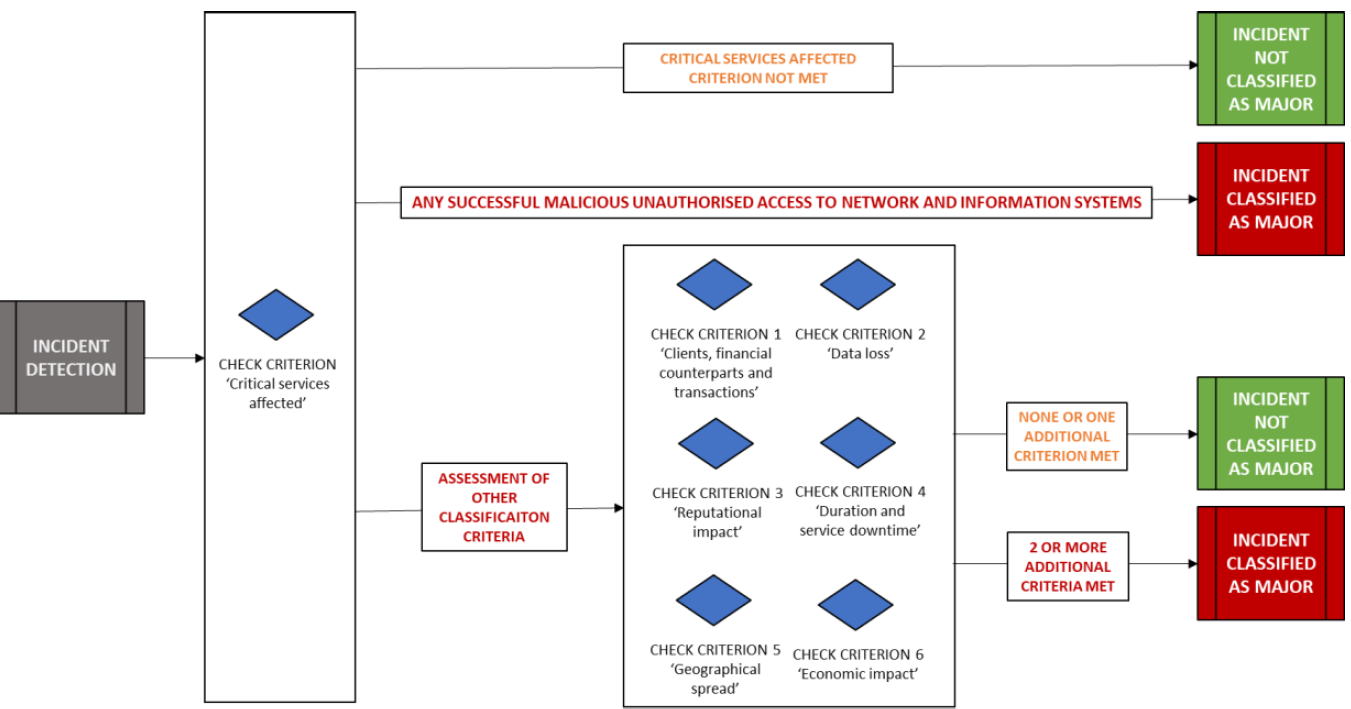 INCIDENT
DETECTION
CHECK CRITERION
‘Critical services
affected’
CRITICAL SERVICES AFFECTED
CRITERION NOT MET
INCIDENT
NOT
CLASSIFIED
AS MAJOR
ANY SUCCESSFUL MALICIOUS UNAUTHORISED ACCESS TO NETWORK AND INFORMATION SYSTEMS
INCIDENT
CLASSIFIED
AS MAJOR
ASSESSMENT OF
OTHER
CLASSIFICAITON
CRITERIA
CHECK CRITERION 1
‘Clients, financial
counterparts and
transactions’
CHECK CRITERION 2
‘Data loss’
CHECK CRITERION 3
‘Reputational
impact’
CHECK CRITERION 4
‘Duration and
service downtime’
CHECK CRITERION 5
‘Geographical
spread’
CHECK CRITERION 6
‘Economic impact’
NONE OR ONE
ADDITIONAL
CRITERION MET
INCIDENT
NOT
CLASSIFIED
AS MAJOR
2 OR MORE
ADDITIONAL
CRITERIA MET
INCIDENT
CLASSIFIED
AS MAJOR